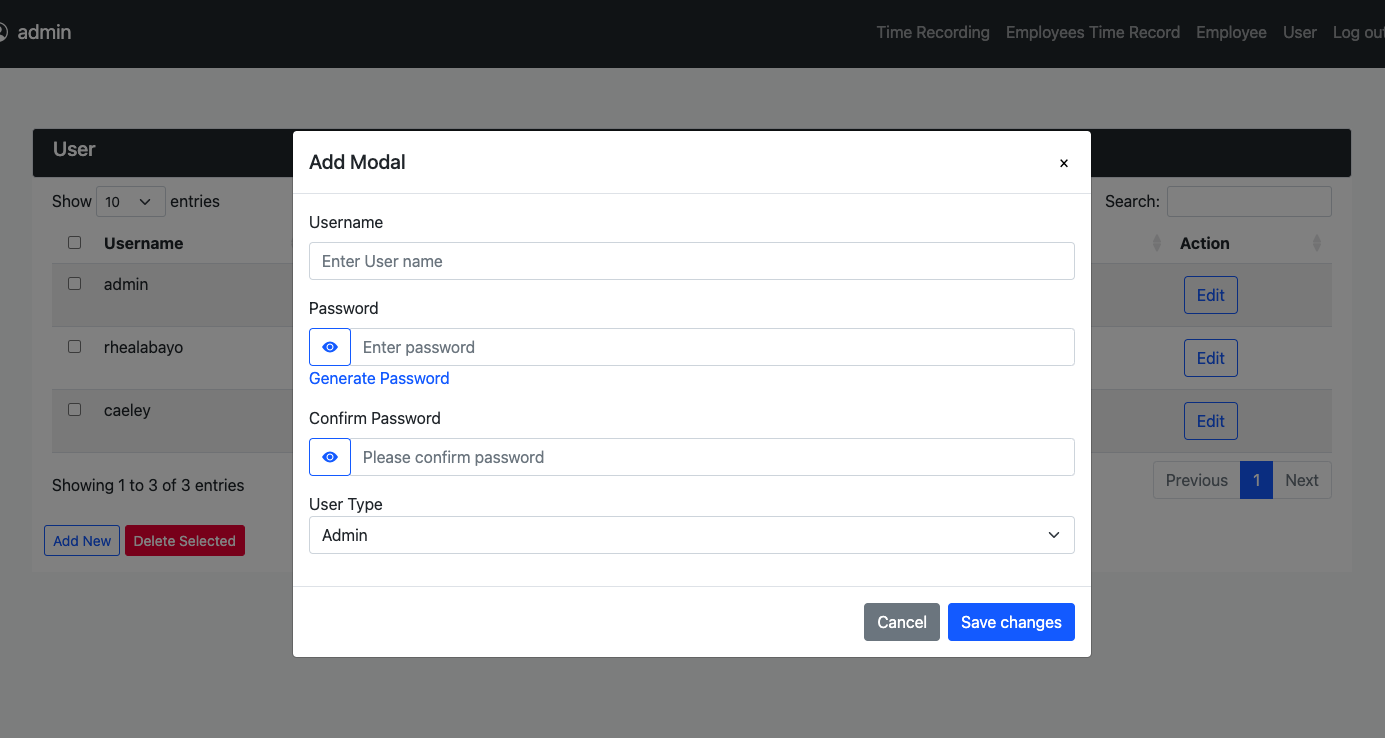 admin
Time Recording Employees Time Record Employee User Log out
User
Add Modal ×
Show 10 entries
Search:
Username
Action
Username
Enter User name
admin
Edit
Password
Enter password
rhealabayo
Edit
Generate Password
Confirm Password
caeley
Edit
Please confirm password
Showing 1 to 3 of 3 entries
Previous 1 Next
User Type
Admin
Add New Delete Selected
Cancel Save changes